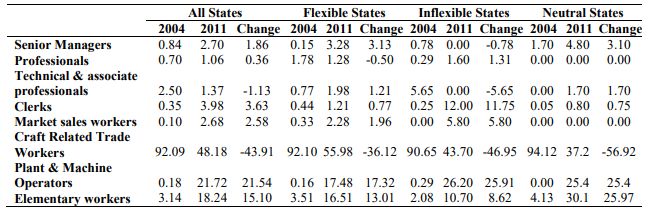 All States Flexible States Inflexible States Neutral States
2004 2011 Change 2004 2011 Change 2004 2011 Change 2004 2011 Change
Senior Managers 0.84 2.70 1.86 0.15 3.28 3.13 0.78 0.00 -0.78 1.70 4.80 3.10
Professionals 0.70 1.06 0.36 1.78 1.28 -0.50 0.29 1.60 1.31 0.00 0.00 0.00
Technical & associate
professionals 2.50 1.37 -1.13 0.77 1.98 1.21 5.65 0.00 -5.65 0.00 1.70 1.70
Clerks 0.35 3.98 3.63 0.44 1.21 0.77 0.25 12.00 11.75 0.05 0.80 0.75
Market sales workers 0.10 2.68 2.58 0.33 2.28 1.96 0.00 5.80 5.80 0.00 0.00 0.00
Craft Related Trade
Workers 92.09 48.18 -43.91 92.10 55.98 -36.12 90.65 43.70 -46.95 94.12 37.2 -56.92
Plant & Machine
Operators 0.18 21.72 21.54 0.16 17.48 17.32 0.29 26.20 25.91 0.00 25.4 25.4
Elementary workers 3.14 18.24 15.10 3.51 16.51 13.01 2.08 10.70 8.62 4.13 30.1 25.97